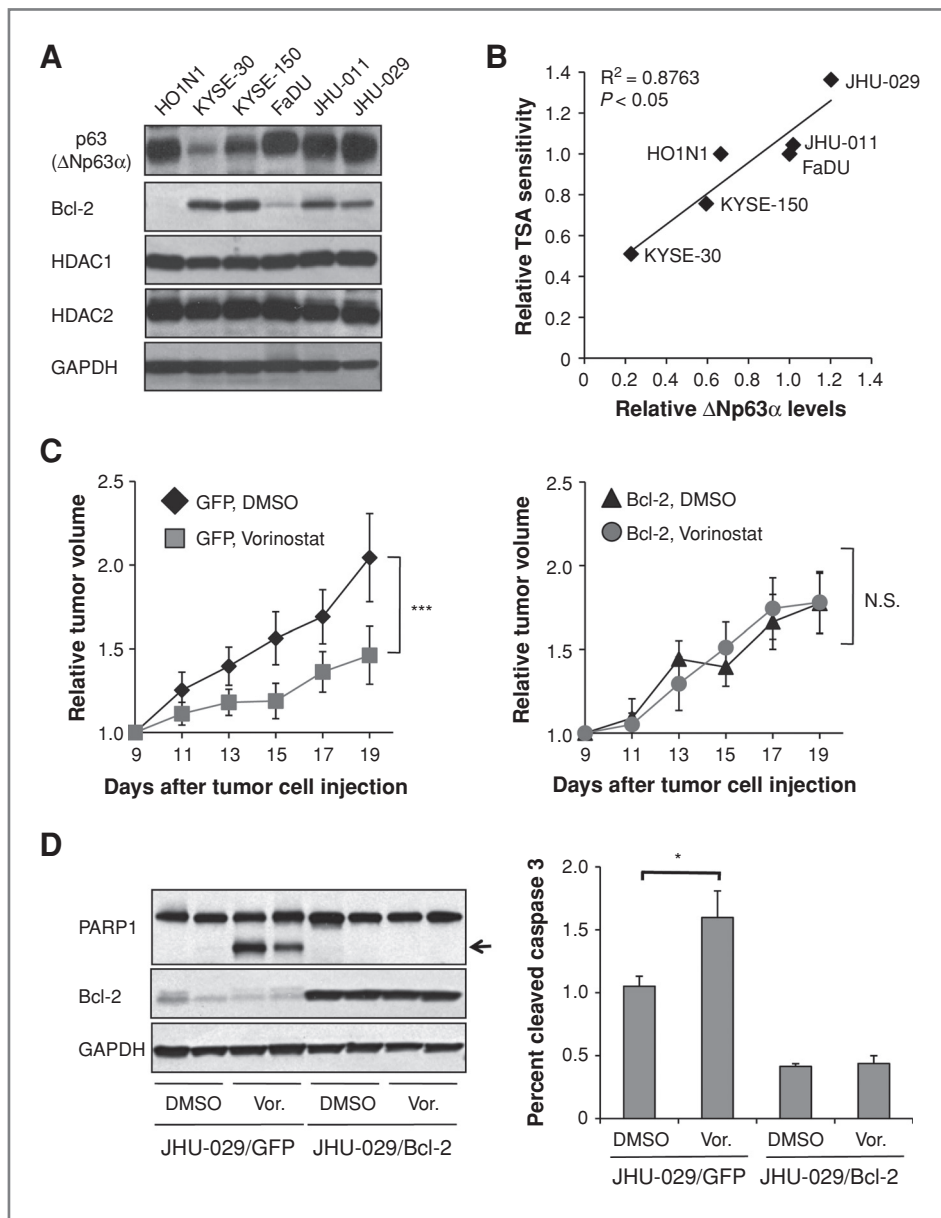 A
HO1N1 KYSE-30 KYSE-150 FaDU JHU-011 JHU-029
p63
(ΔNp63α)
Bcl-2
HDAC1
HDAC2
GAPDH
B
R² = 0.8763
P < 0.05
Relative TSA sensitivity
1.4
1.2
1.0
0.8
0.6
0.4
0.2
0
JHU-029
HO1N1
JHU-011
FaDU
KYSE-150
KYSE-30
0 0.2 0.4 0.6 0.8 1.0 1.2 1.4
Relative ΔNp63α levels
C
Relative tumor volume
2.5
2.0
1.5
1.0
GFP, DMSO
GFP, Vorinostat
***
9 11 13 15 17 19
Days after tumor cell injection
Relative tumor volume
2.5
2.0
1.5
1.0
Bcl-2, DMSO
Bcl-2, Vorinostat
N.S.
9 11 13 15 17 19
Days after tumor cell injection
D
PARP1
Bcl-2
GAPDH
DMSO Vor. DMSO Vor.
JHU-029/GFP JHU-029/Bcl-2
Percent cleaved caspase 3
2.0
1.5
1.0
0.5
0
*
DMSO Vor. DMSO Vor.
JHU-029/GFP JHU-029/Bcl-2